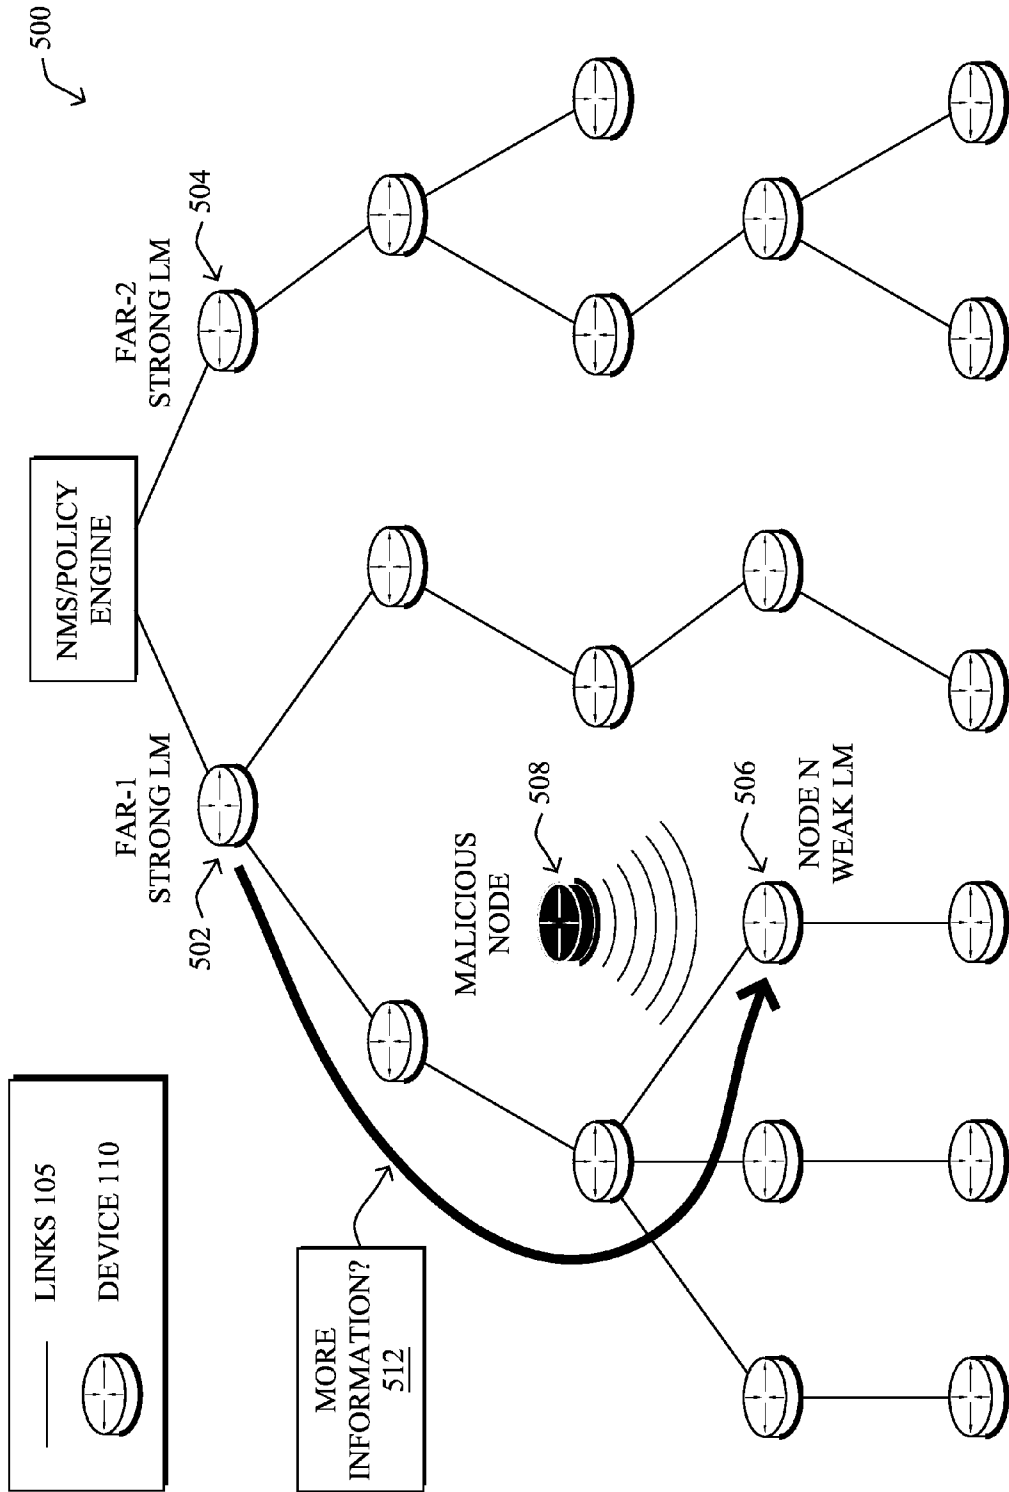 500
LINKS 105
DEVICE 110
NMS/POLICY
ENGINE
FAR-1
STRONG LM
502
FAR-2
STRONG LM
504
MORE
INFORMATION?
512
MALICIOUS
NODE
508
506
NODE N
WEAK LM